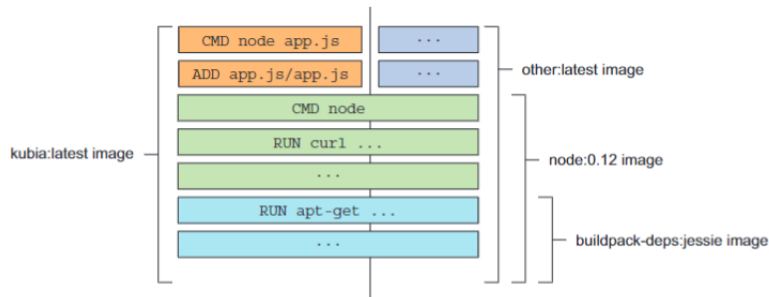 CMD node app.js
...
ADD app.js/app.js
...
other:latest image
CMD node
RUN curl ...
kubia:latest image
node:0.12 image
...
RUN apt-get ...
...
buildpack-deps:jessie image